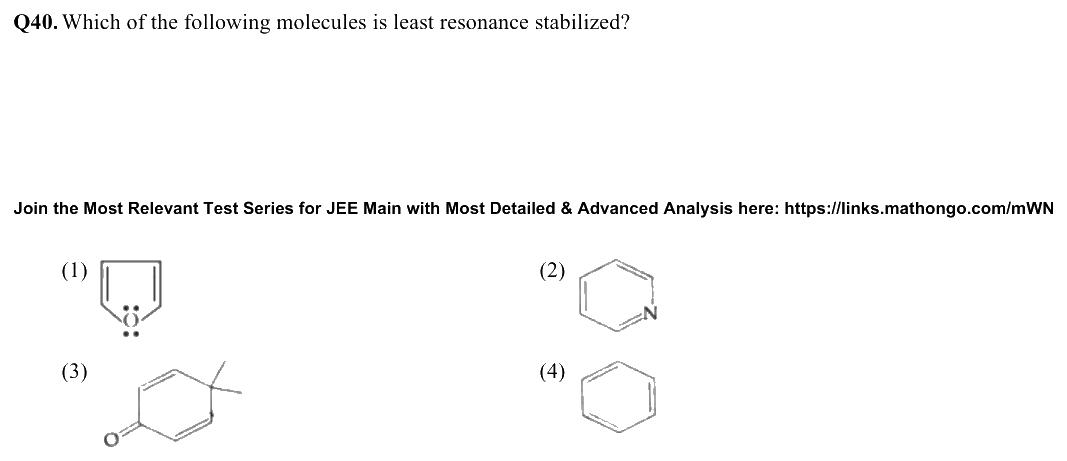 Q40. Which of the following molecules is least resonance stabilized?
Join the Most Relevant Test Series for JEE Main with Most Detailed & Advanced Analysis here: https://links.mathongo.com/mWN
(1) (2)
O N
(3) (4)
O